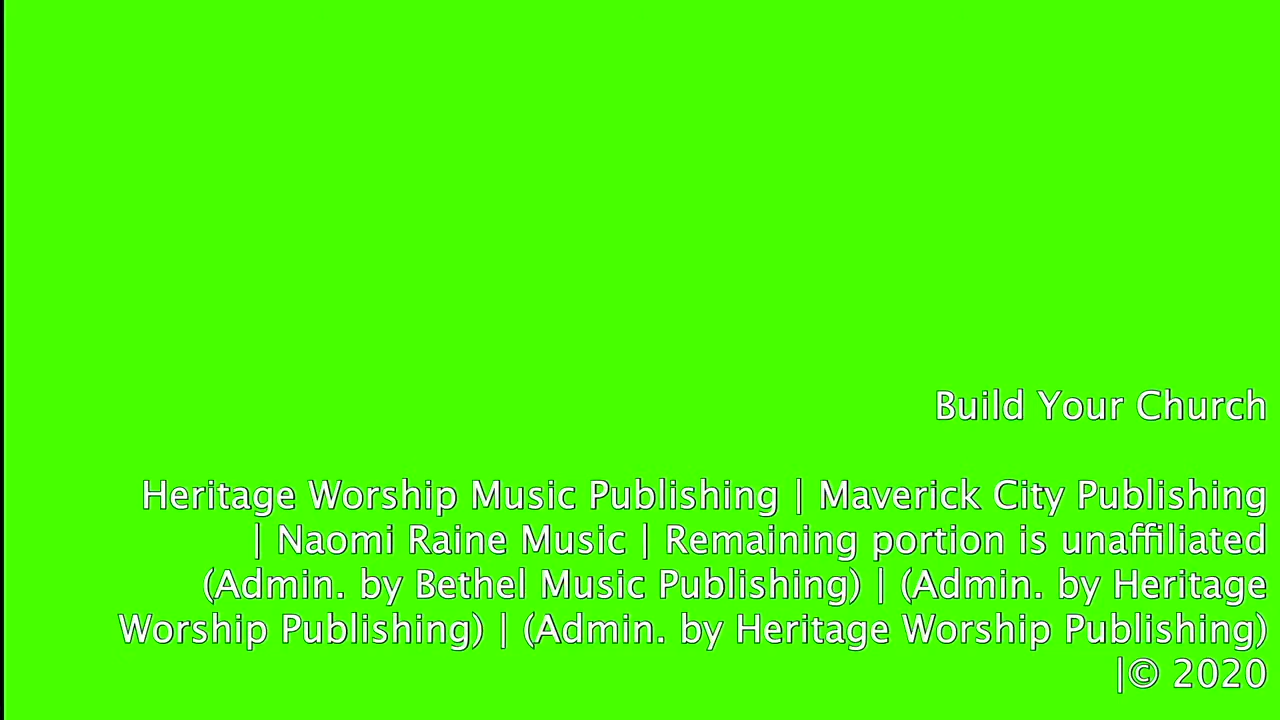 Build Your Church
Heritage Worship Music Publishing | Maverick City Publishing
| Naomi Raine Music | Remaining portion is unaffiliated
(Admin. by Bethel Music Publishing) | (Admin. by Heritage
Worship Publishing) | (Admin. by Heritage Worship Publishing)
|© 2020